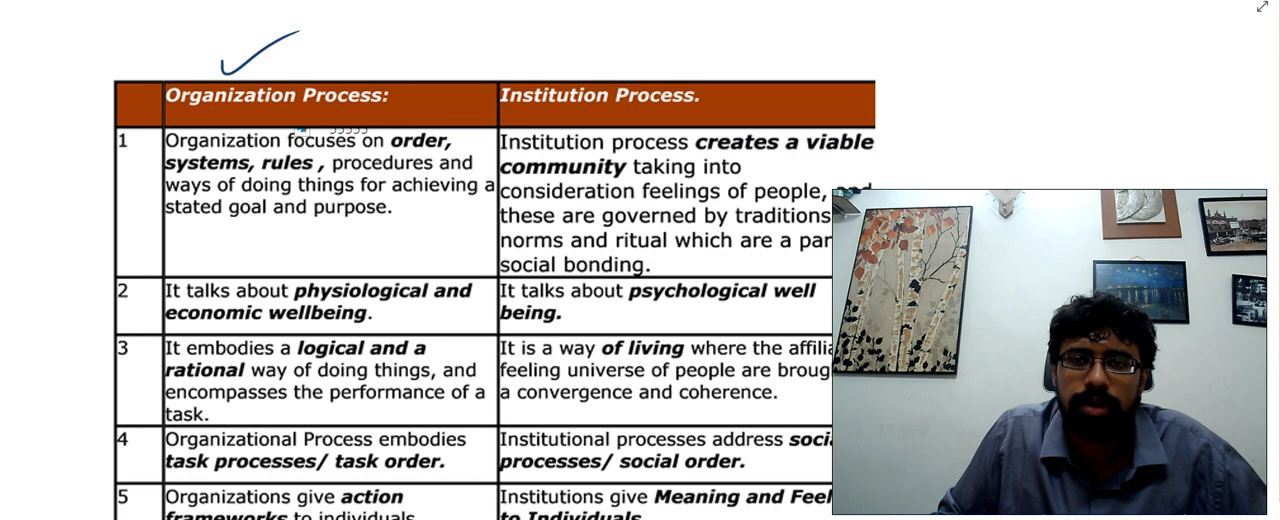 Organization Process:
Institution Process.
1
Organization focuses on order,
systems, rules , procedures and
ways of doing things for achieving a
stated goal and purpose.
Institution process creates a viable
community taking into
consideration feelings of people,
these are governed by traditions
norms and ritual which are a par
social bonding.
2
It talks about physiological and
economic wellbeing.
It talks about psychological well
being.
3
It embodies a logical and a
rational way of doing things, and
encompasses the performance of a
task.
It is a way of living where the affilia
feeling universe of people are broug
a convergence and coherence.
4
Organizational Process embodies
task processes/ task order.
Institutional processes address soci
processes/ social order.
5
Organizations give action
frameworks to individuals
Institutions give Meaning and Feel
to Individuals